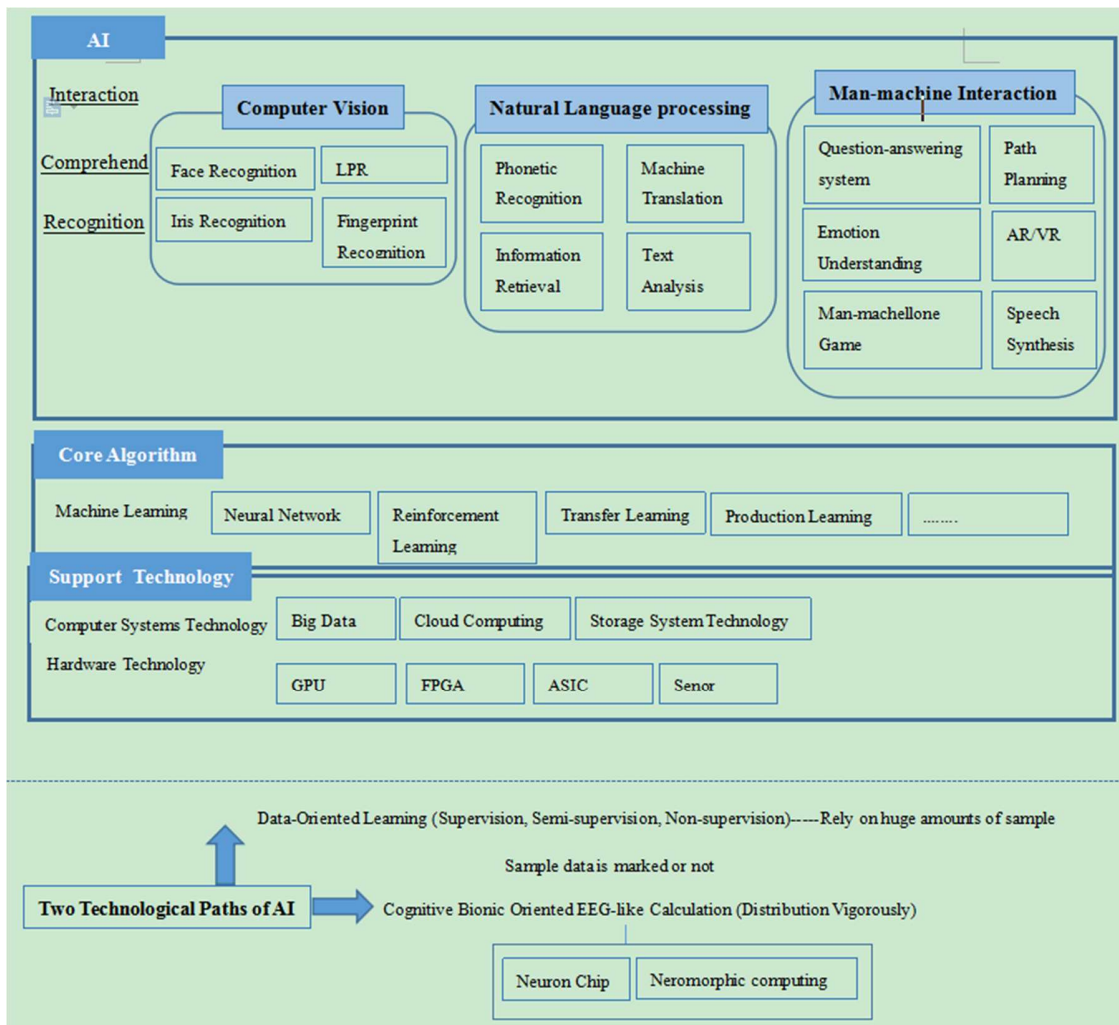 AI
Interaction
Comprehend
Recognition
Computer Vision
Face Recognition
LPR
Iris Recognition
Fingerprint
Recognition
Natural Language processing
Phonetic
Recognition
Machine
Translation
Information
Retrieval
Text
Analysis
Man-machine Interaction
Question-answering
system
Path
Planning
Emotion
Understanding
AR/VR
Man-machellone
Game
Speech
Synthesis
Core Algorithm
Machine Learning
Neural Network
Reinforcement
Learning
Transfer Learning
Production Learning
........
Support Technology
Computer Systems Technology
Big Data
Cloud Computing
Storage System Technology
Hardware Technology
GPU
FPGA
ASIC
Senor
Data-Oriented Learning (Supervision, Semi-supervision, Non-supervision)-----Rely on huge amounts of sample
Sample data is marked or not
Two Technological Paths of AI
Cognitive Bionic Oriented EEG-like Calculation (Distribution Vigorously)
Neuron Chip
Neromorphic computing